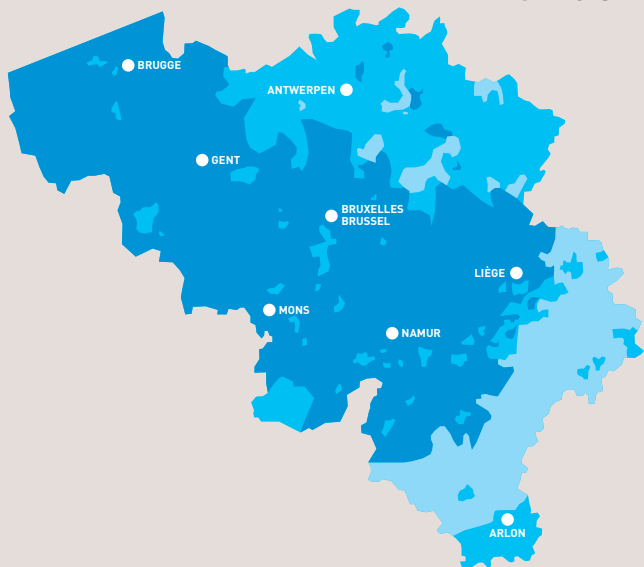 BRUGGE
ANTWERPEN
GENT
BRUXELLES
BRUSSEL
LIÈGE
MONS
NAMUR
ARLON